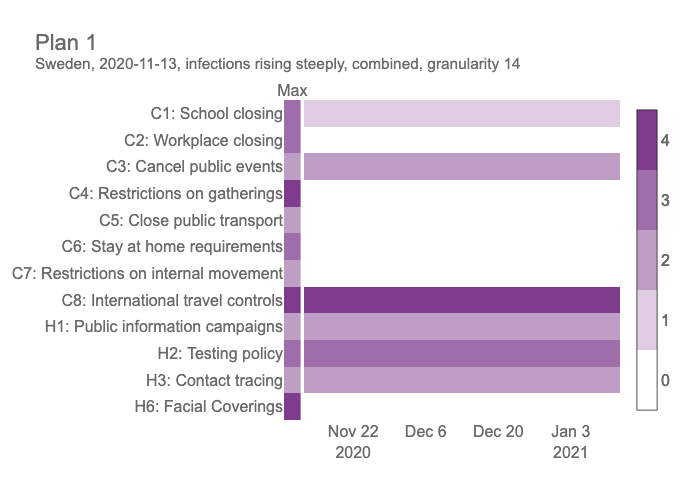 Plan 1
Sweden, 2020-11-13, infections rising steeply, combined, granularity 14
Max
C1: School closing
C2: Workplace closing
C3: Cancel public events
C4: Restrictions on gatherings
C5: Close public transport
C6: Stay at home requirements
C7: Restrictions on internal movement
C8: International travel controls
H1: Public information campaigns
H2: Testing policy
H3: Contact tracing
H6: Facial Coverings
4
3
2
1
0
Nov 22 Dec 6 Dec 20 Jan 3
2020 2021